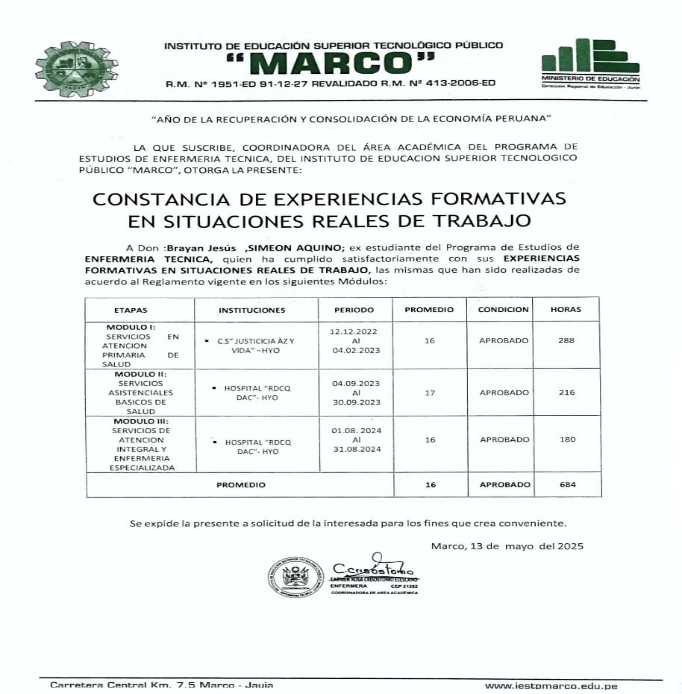 INSTITUTO DE EDUCACIÓN SUPERIOR TECNOLÓGICO PÚBLICO
“MARCO”
R.M. Nº 1951-ED 91-12-27 REVALIDADO R.M. Nº 413-2006-ED
MINISTERIO DE EDUCACIÓN
Dirección Regional de Educación - Junín
“AÑO DE LA RECUPERACIÓN Y CONSOLIDACIÓN DE LA ECONOMÍA PERUANA”
LA QUE SUSCRIBE, COORDINADORA DEL ÁREA ACADÉMICA DEL PROGRAMA DE
ESTUDIOS DE ENFERMERIA TECNICA, DEL INSTITUTO DE EDUCACION SUPERIOR TECNOLOGICO
PÚBLICO “MARCO”, OTORGA LA PRESENTE:
CONSTANCIA DE EXPERIENCIAS FORMATIVAS
EN SITUACIONES REALES DE TRABAJO
A Don :Brayan Jesús ,SIMEON AQUINO; ex estudiante del Programa de Estudios de
ENFERMERIA TECNICA, quien ha cumplido satisfactoriamente con sus EXPERIENCIAS
FORMATIVAS EN SITUACIONES REALES DE TRABAJO, las mismas que han sido realizadas de
acuerdo al Reglamento vigente en los siguientes Módulos:
ETAPAS INSTITUCIONES PERIODO PROMEDIO CONDICION HORAS
MODULO I:
SERVICIOS EN
ATENCION
PRIMARIA DE
SALUD
• C.S” JUSTICICIA ÀZ Y
VIDA” –HYO
12.12.2022
Al
04.02.2023
16 APROBADO 288
MODULO II:
SERVICIOS
ASISTENCIALES
BASICOS DE
SALUD
• HOSPITAL “RDCQ
DAC”- HYO
04.09.2023
Al
30.09.2023
17 APROBADO 216
MODULO III:
SERVICIOS DE
ATENCION
INTEGRAL Y
ENFERMERIA
ESPECIALIZADA
• HOSPITAL “RDCQ
DAC”- HYO
01.08. 2024
Al
31.08.2024
16 APROBADO 180
PROMEDIO 16 APROBADO 684
Se expide la presente a solicitud de la interesada para los fines que crea conveniente.
Marco, 13 de mayo del 2025
C.crisóstomo
CARMEN ROSA CRISOSTOMO
ENFERMERA CEP 21282
COORDINADORA DE AREA ACADÉMICA
Carretera Central Km. 7.5 Marco - Jauja
www.iestpmarco.edu.pe